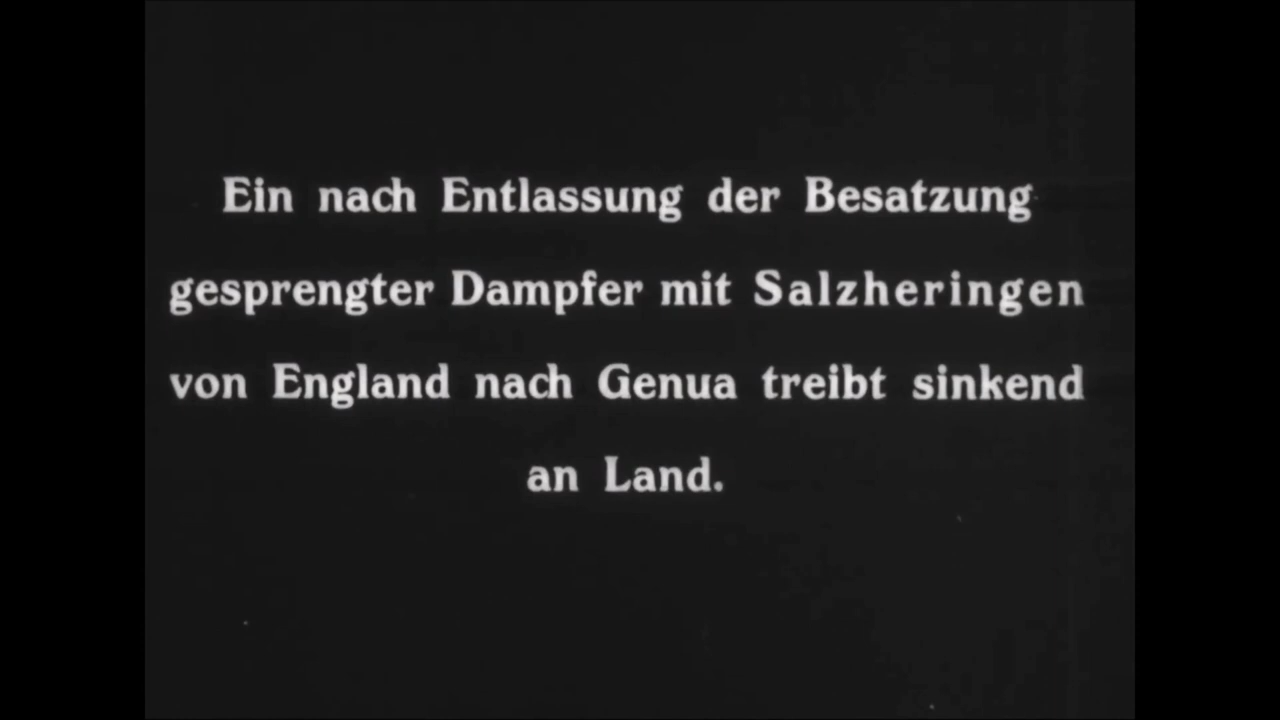 Ein nach Entlassung der Besatzung
gesprengter Dampfer mit Salzheringen
von England nach Genua treibt sinkend
an Land.